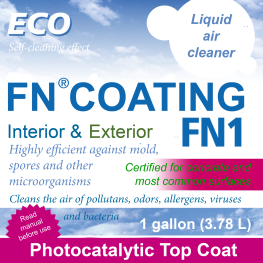 ECO
Self-cleaning effect
Liquid
air
cleaner
FN® COATING
Interior & Exterior
FN1
Highly efficient against mold,
spores and other
microorganisms
Certified for concrete and
most common surfaces
Cleans the air of pollutans, odors, allergens, viruses
and bacteria
Read
manual
before use
1 gallon (3.78 L)
Photocatalytic Top Coat